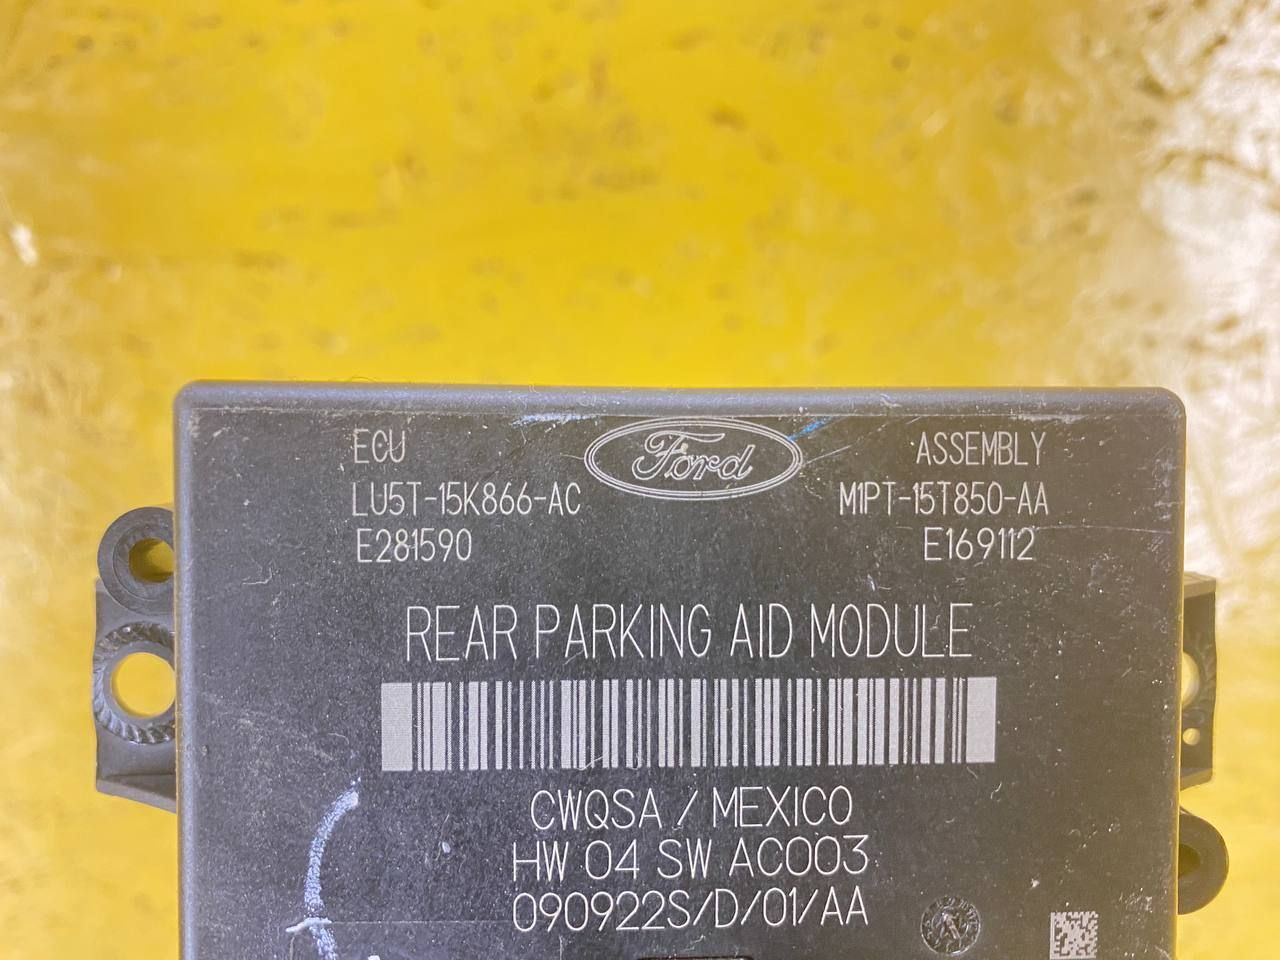 ECU
LU5T-15K866-AC
E281590
Ford
ASSEMBLY
M1PT-15T850-AA
E169112
REAR PARKING AID MODULE
CWQSA / MEXICO
HW 04 SW AC003
090922S/D/01/AA